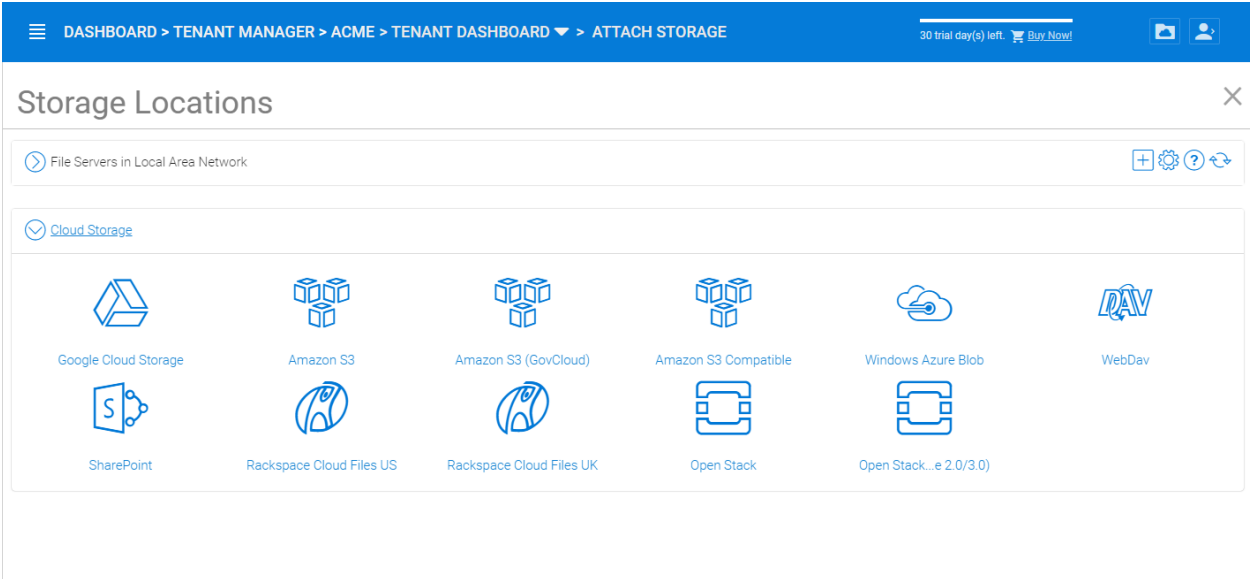 DASHBOARD > TENANT MANAGER > ACME > TENANT DASHBOARD > ATTACH STORAGE
30 trial day(s) left. Buy Now!
Storage Locations
File Servers in Local Area Network
?
Cloud Storage
DAV
Google Cloud Storage Amazon S3 Amazon S3 (GovCloud) Amazon S3 Compatible Windows Azure Blob WebDav
S
SharePoint Rackspace Cloud Files US Rackspace Cloud Files UK Open Stack Open Stack...e 2.0/3.0)